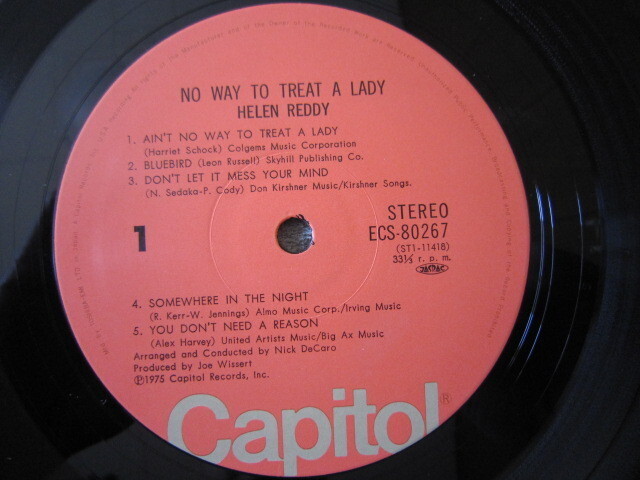 NO WAY TO TREAT A LADY
HELEN REDDY
1. AIN'T NO WAY TO TREAT A LADY
(Harriet Schock) Colgems Music Corporation
2. BLUEBIRD (Leon Russell) Skyhill Publishing Co.
3. DON'T LET IT MESS YOUR MIND
(N. Sedaka-P. Cody) Don Kirshner Music/Kirshner Songs.
1
STEREO
ECS-80267
(ST1-11418)
33⅓ r. p. m.
JASRAC
4. SOMEWHERE IN THE NIGHT
(R. Kerr-W. Jennings) Almo Music Corp./Irving Music
5. YOU DON'T NEED A REASON
(Alex Harvey) United Artists Music/Big Ax Music
Arranged and Conducted by Nick DeCaro
Produced by Joe Wissert
Ⓟ1975 Capitol Records, Inc.
Capitol®